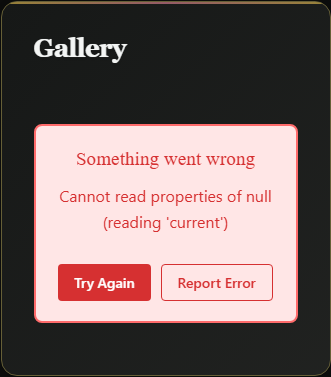 Gallery
Something went wrong
Cannot read properties of null
(reading 'current')
Try Again
Report Error